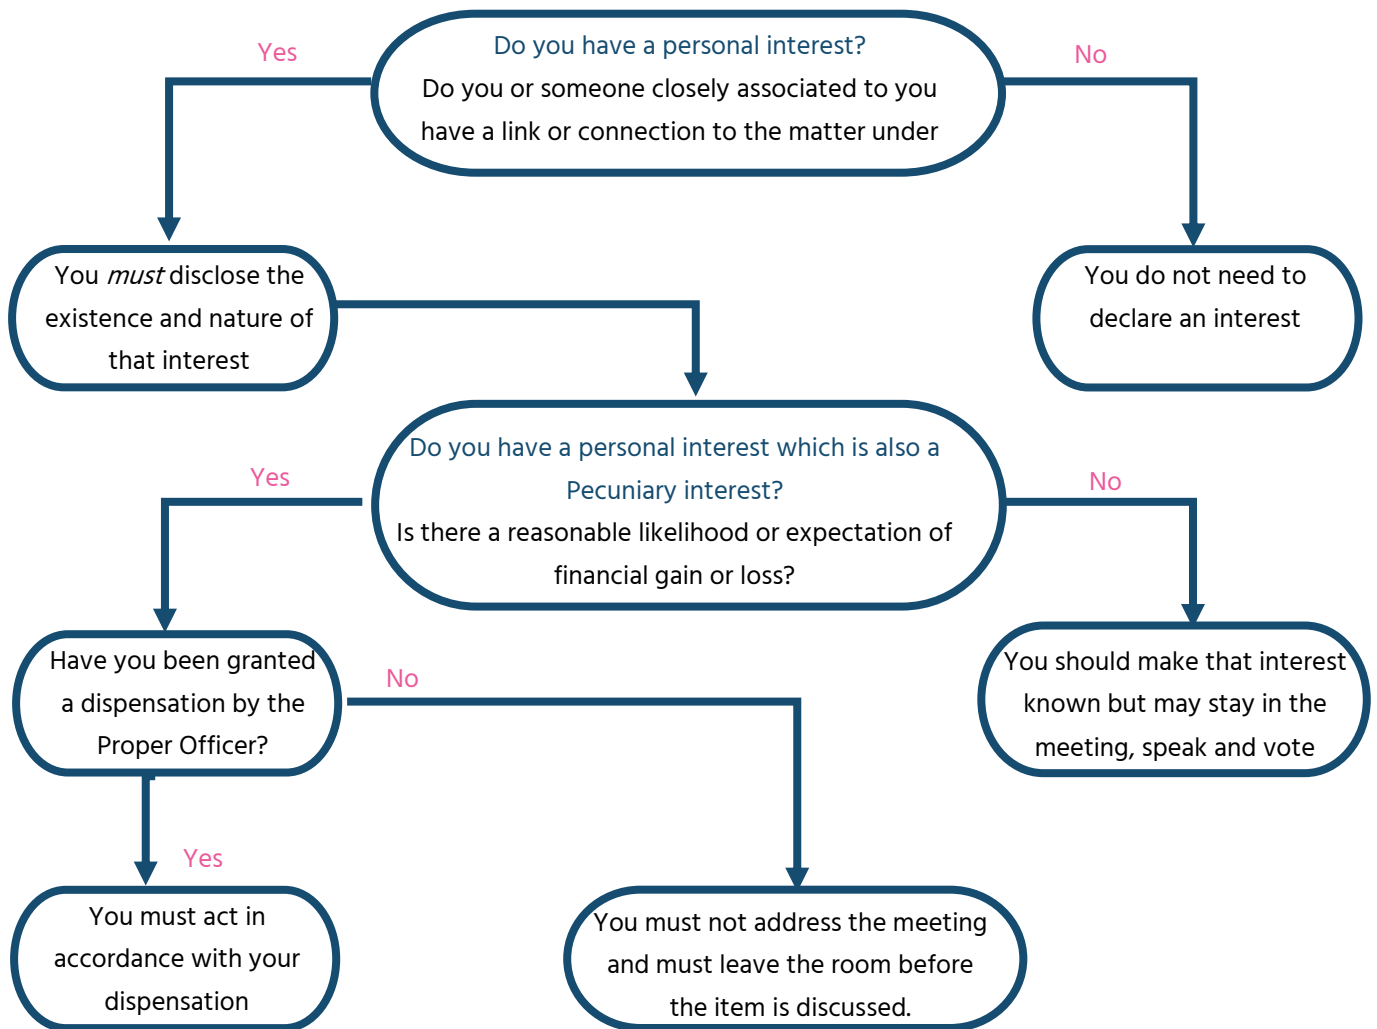 Yes
Do you have a personal interest?
Do you or someone closely associated to you
have a link or connection to the matter under
No
You must disclose the
existence and nature of
that interest
You do not need to
declare an interest
Yes
Do you have a personal interest which is also a
Pecuniary interest?
Is there a reasonable likelihood or expectation of
financial gain or loss?
No
Have you been granted
a dispensation by the
Proper Officer?
No
You should make that interest
known but may stay in the
meeting, speak and vote
Yes
You must act in
accordance with your
dispensation
You must not address the meeting
and must leave the room before
the item is discussed.